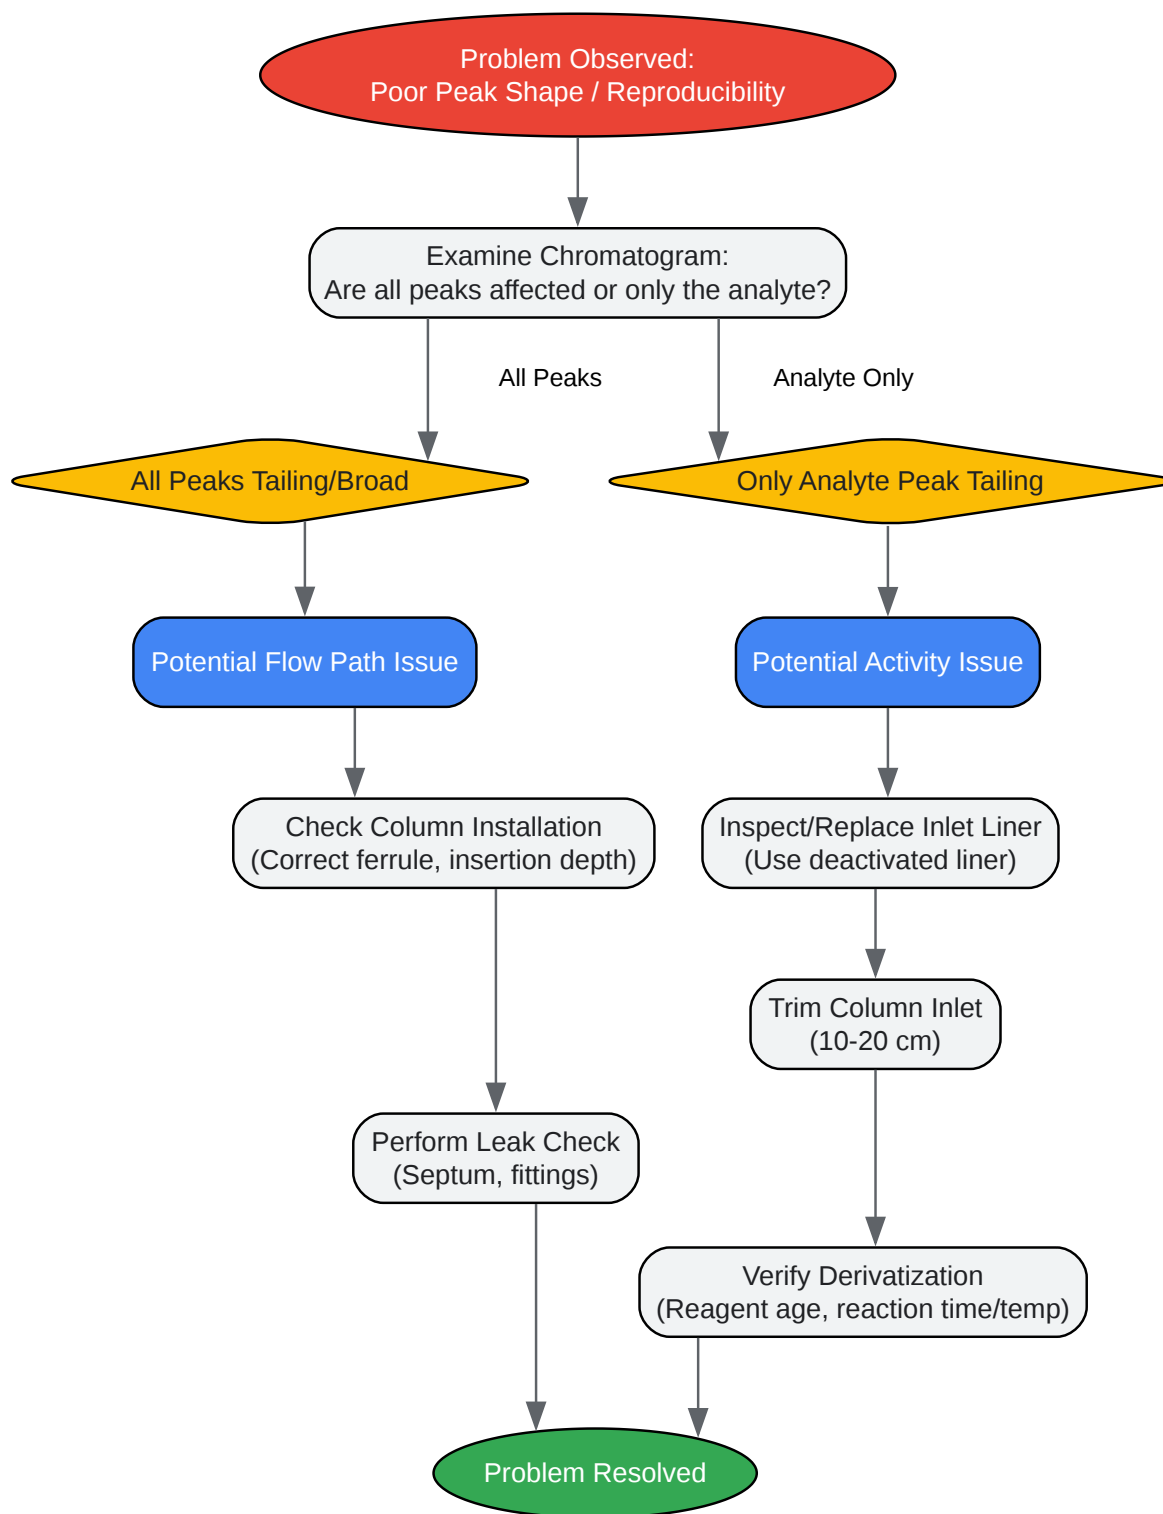 Problem Observed:
Poor Peak Shape / Reproducibility
Examine Chromatogram:
Are all peaks affected or only the analyte?
All Peaks
Analyte Only
All Peaks Tailing/Broad
Only Analyte Peak Tailing
Potential Flow Path Issue
Potential Activity Issue
Check Column Installation
(Correct ferrule, insertion depth)
Inspect/Replace Inlet Liner
(Use deactivated liner)
Trim Column Inlet
(10-20 cm)
Perform Leak Check
(Septum, fittings)
Verify Derivatization
(Reagent age, reaction time/temp)
Problem Resolved